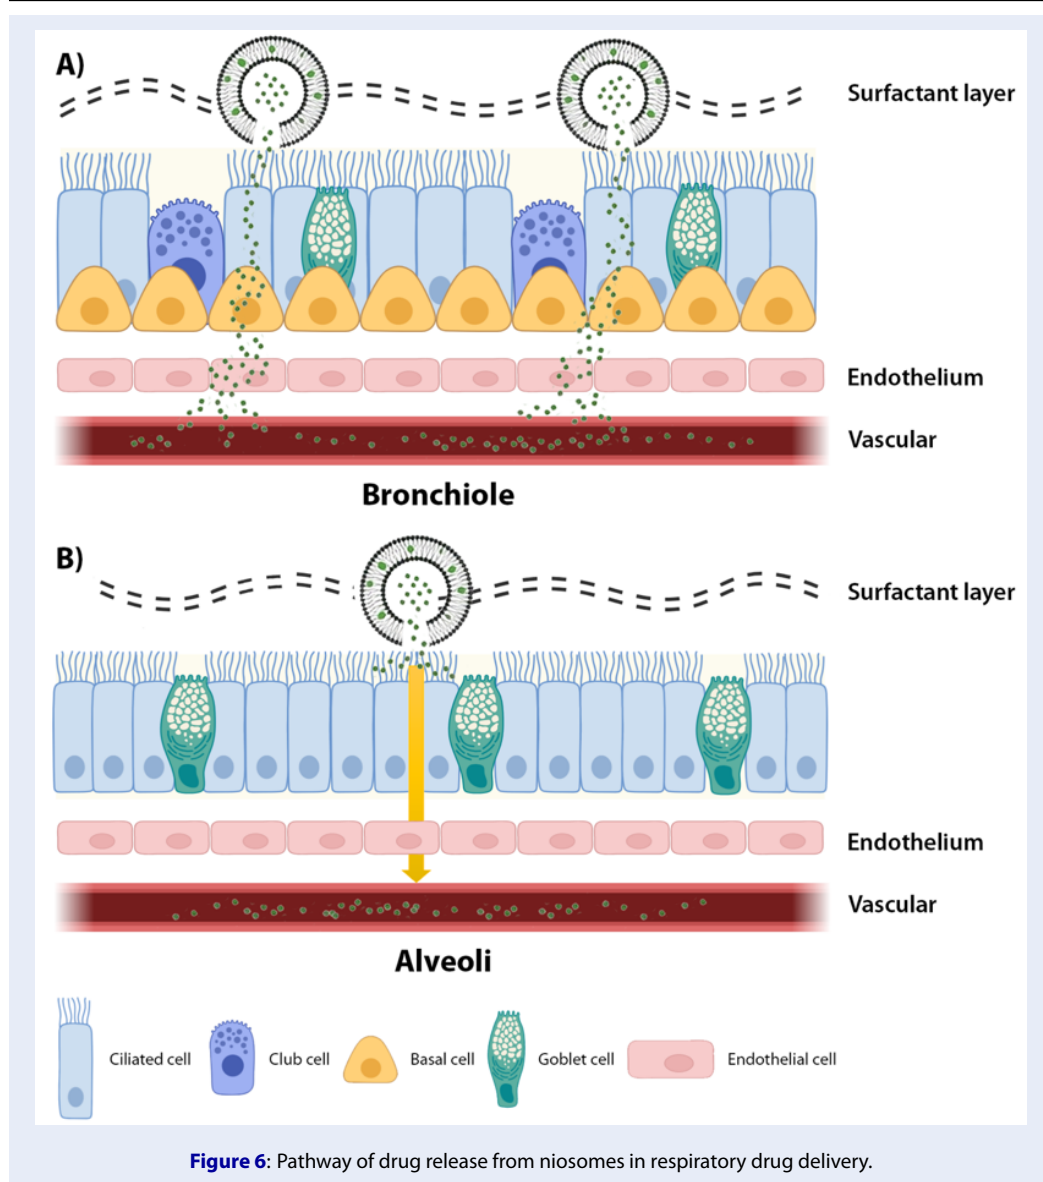 A)
Surfactant layer
Endothelium
Vascular
Bronchiole
B)
Surfactant layer
Endothelium
Vascular
Alveoli
Ciliated cell
Club cell
Basal cell
Goblet cell
Endothelial cell
Figure 6: Pathway of drug release from niosomes in respiratory drug delivery.